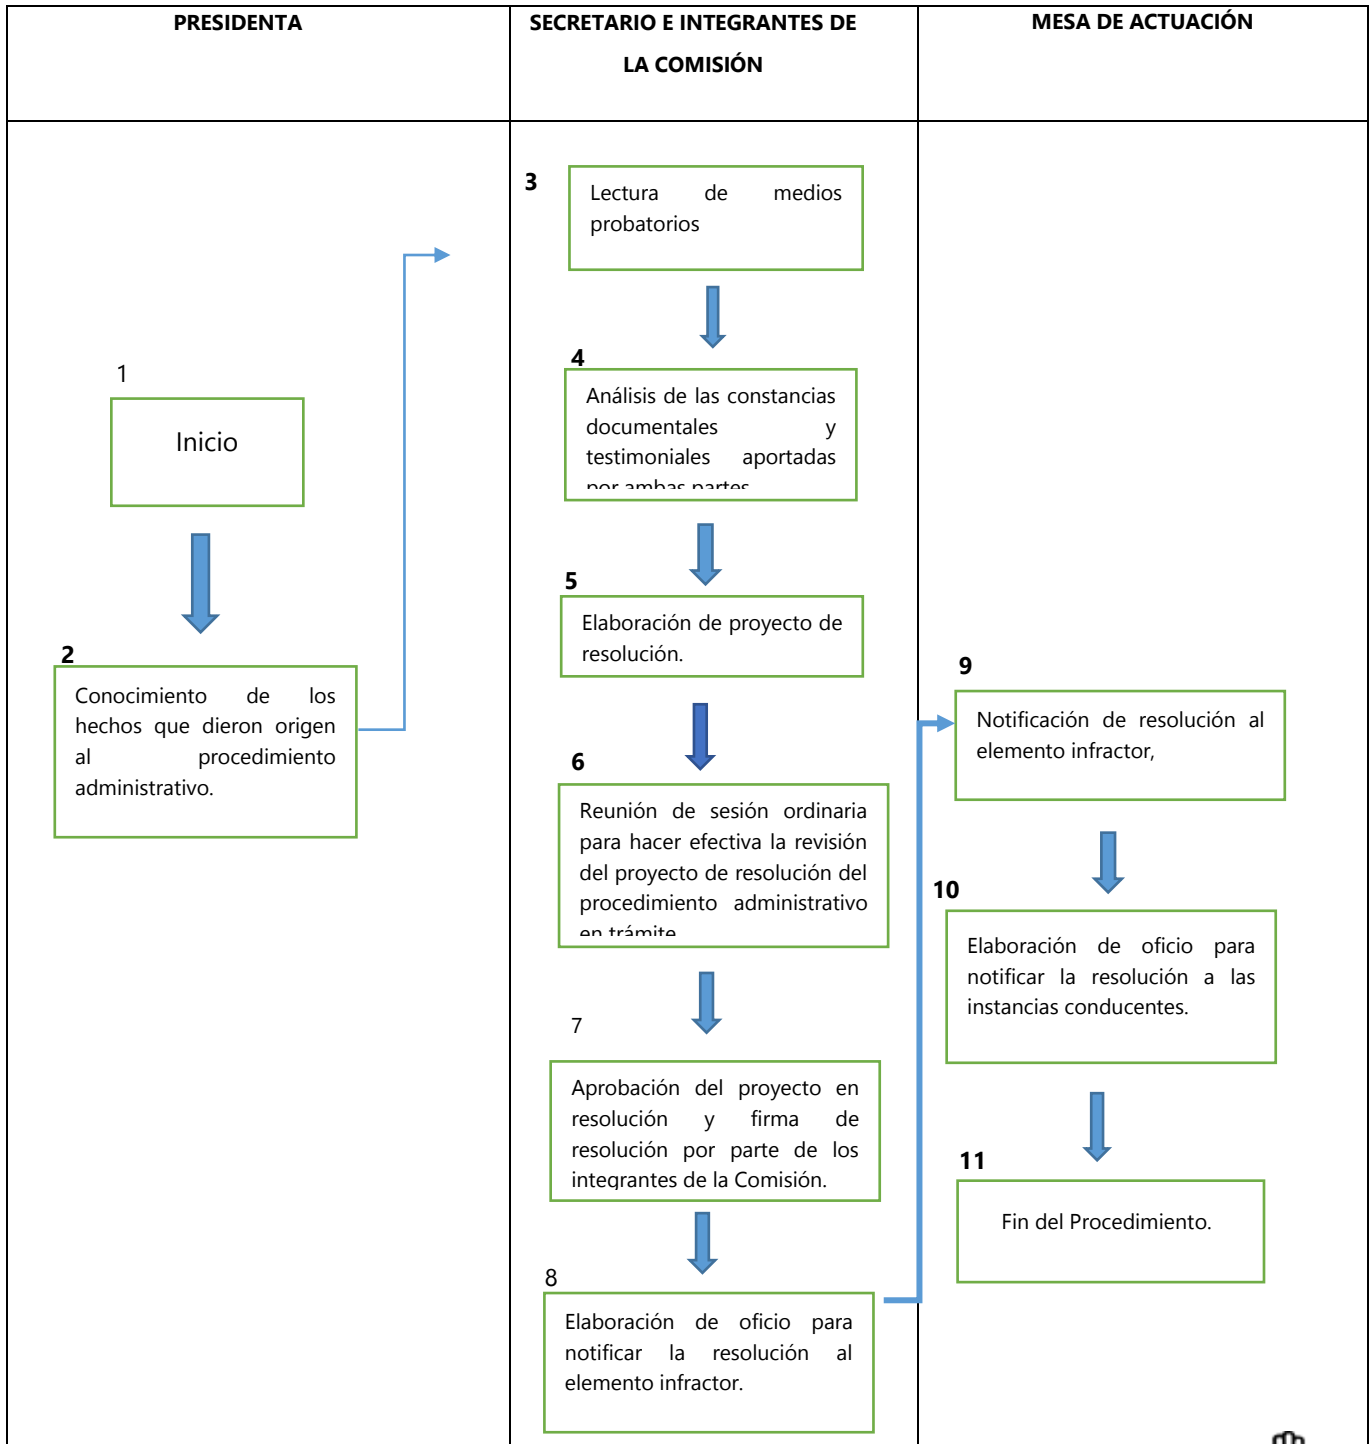 PRESIDENTA
SECRETARIO E INTEGRANTES DE
LA COMISIÓN
MESA DE ACTUACIÓN
1
Inicio
2
Conocimiento de los
hechos que dieron origen
al procedimiento
administrativo.
3
Lectura de medios
probatorios
4
Análisis de las constancias
documentales y
testimoniales aportadas
por ambas partes
5
Elaboración de proyecto de
resolución.
6
Reunión de sesión ordinaria
para hacer efectiva la revisión
del proyecto de resolución del
procedimiento administrativo
en trámite
7
Aprobación del proyecto en
resolución y firma de
resolución por parte de los
integrantes de la Comisión.
8
Elaboración de oficio para
notificar la resolución al
elemento infractor.
9
Notificación de resolución al
elemento infractor,
10
Elaboración de oficio para
notificar la resolución a las
instancias conducentes.
11
Fin del Procedimiento.